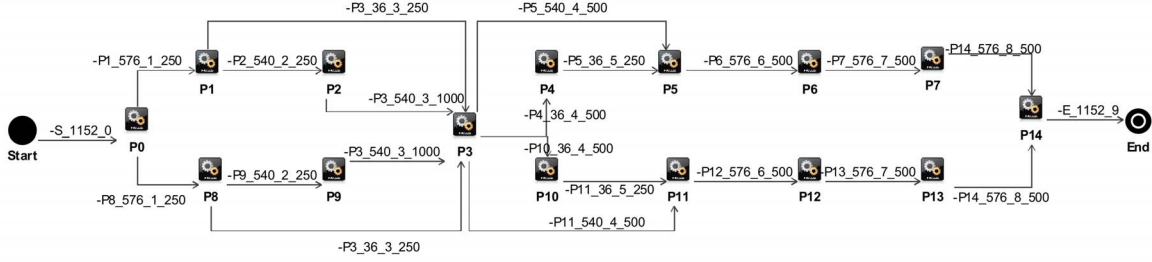 -P3_36_3_250
-P5_540_4_500
-P1_576_1_250
-P2_540_2_250
-P5_36_5_250
-P6_576_6_500
-P7_576_7_500
-P14_576_8_500
P1
P2
P4
P5
P6
P7
-P3_540_3_1000
-P4_36_4_500
-S_1152_0
-E_1152_9
Start
P0
P3
P14
End
-P3_540_3_1000
-P10_36_4_500
-P9_540_2_250
-P11_36_5_250
-P12_576_6_500
-P13_576_7_500
-P8_576_1_250
P8
P9
P10
P11
P12
P13
-P14_576_8_500
-P11_540_4_500
-P3_36_3_250